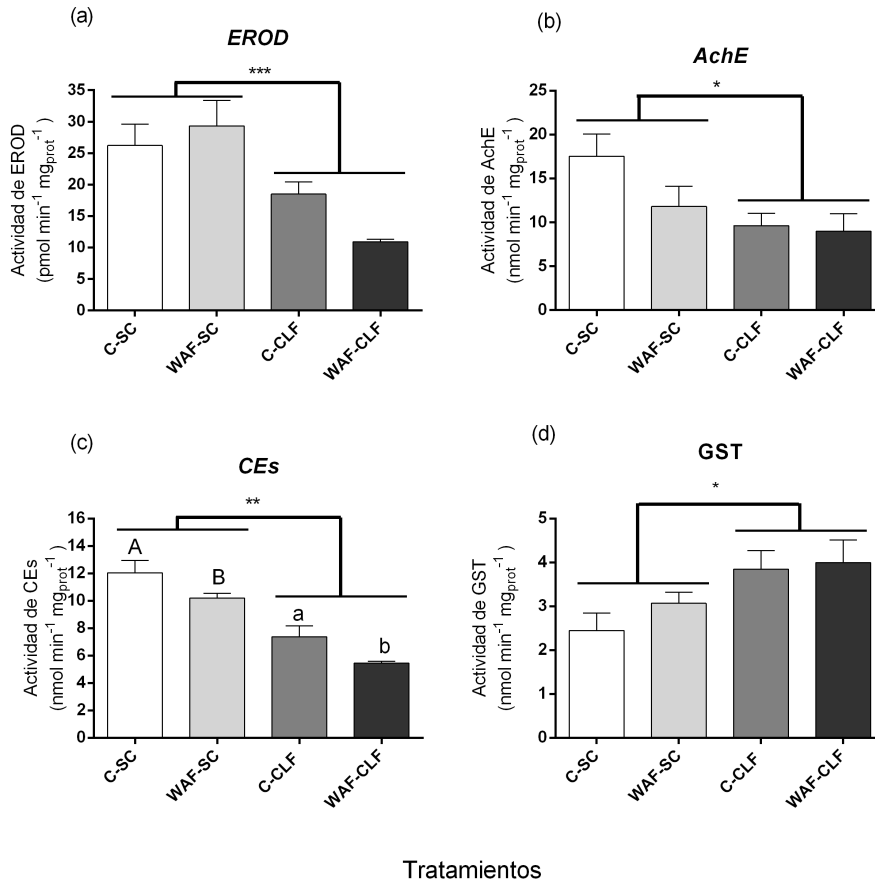 (a)
EROD
***
Actividad de EROD
(pmol min⁻¹ mgprot⁻¹ )
35
30
25
20
15
10
5
0
C-SC
WAF-SC
C-CLF
WAF-CLF
(b)
AchE
*
Actividad de AchE
(nmol min⁻¹ mgprot⁻¹ )
25
20
15
10
5
0
C-SC
WAF-SC
C-CLF
WAF-CLF
(c)
CEs
**
Actividad de CEs
(nmol min⁻¹ mgprot⁻¹ )
16
14
12
10
8
6
4
2
0
A
B
a
b
C-SC
WAF-SC
C-CLF
WAF-CLF
(d)
GST
*
Actividad de GST
(nmol min⁻¹ mgprot⁻¹ )
5
4
3
2
1
0
C-SC
WAF-SC
C-CLF
WAF-CLF
Tratamientos